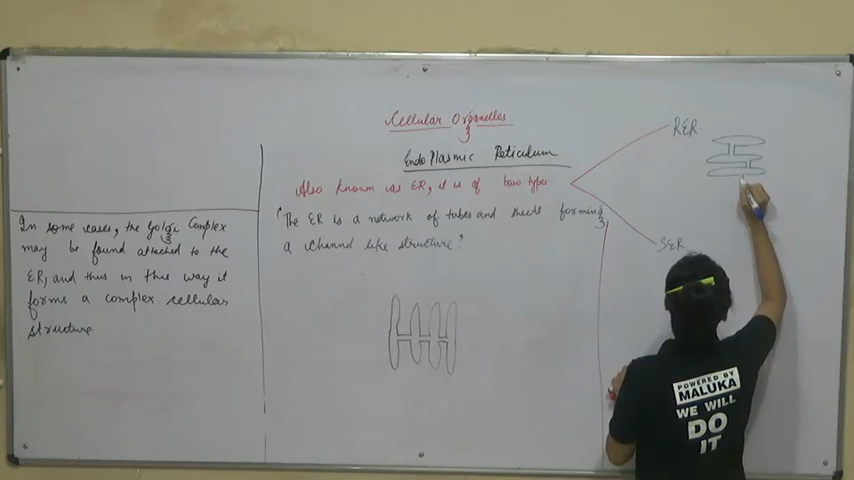 Cellular Organelles
EndoPlasmic Reticulum
Also known as ER, it is of two types
"The ER is a network of tubes and sheets forming
a channel like structure"
RER
SER
In some cases, the Golgi Complex
may be found attached to the
ER, and thus in this way it
forms a complex cellular
structure
POWERED BY
MALUKA
WE WILL
DO
IT